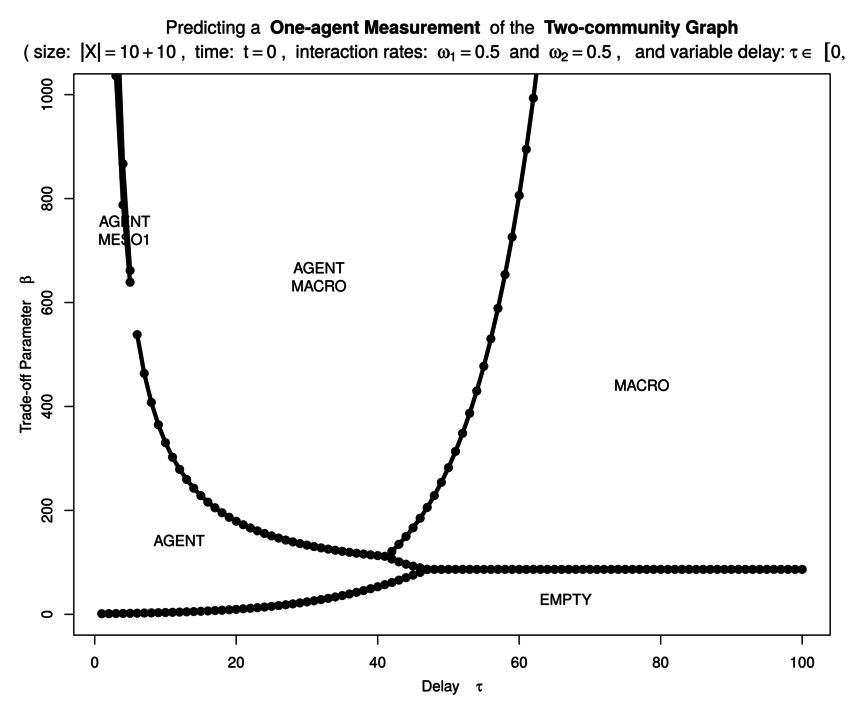 Predicting a One-agent Measurement of the Two-community Graph
( size: |X| = 10 + 10 , time: t = 0 , interaction rates: ω1 = 0.5 and ω2 = 0.5 , and variable delay: τ ∈ [0,
1000
800
600
400
200
0
Trade-off Parameter β
AGENT
MESO1
AGENT
MACRO
MACRO
AGENT
EMPTY
0 20 40 60 80 100
Delay τ